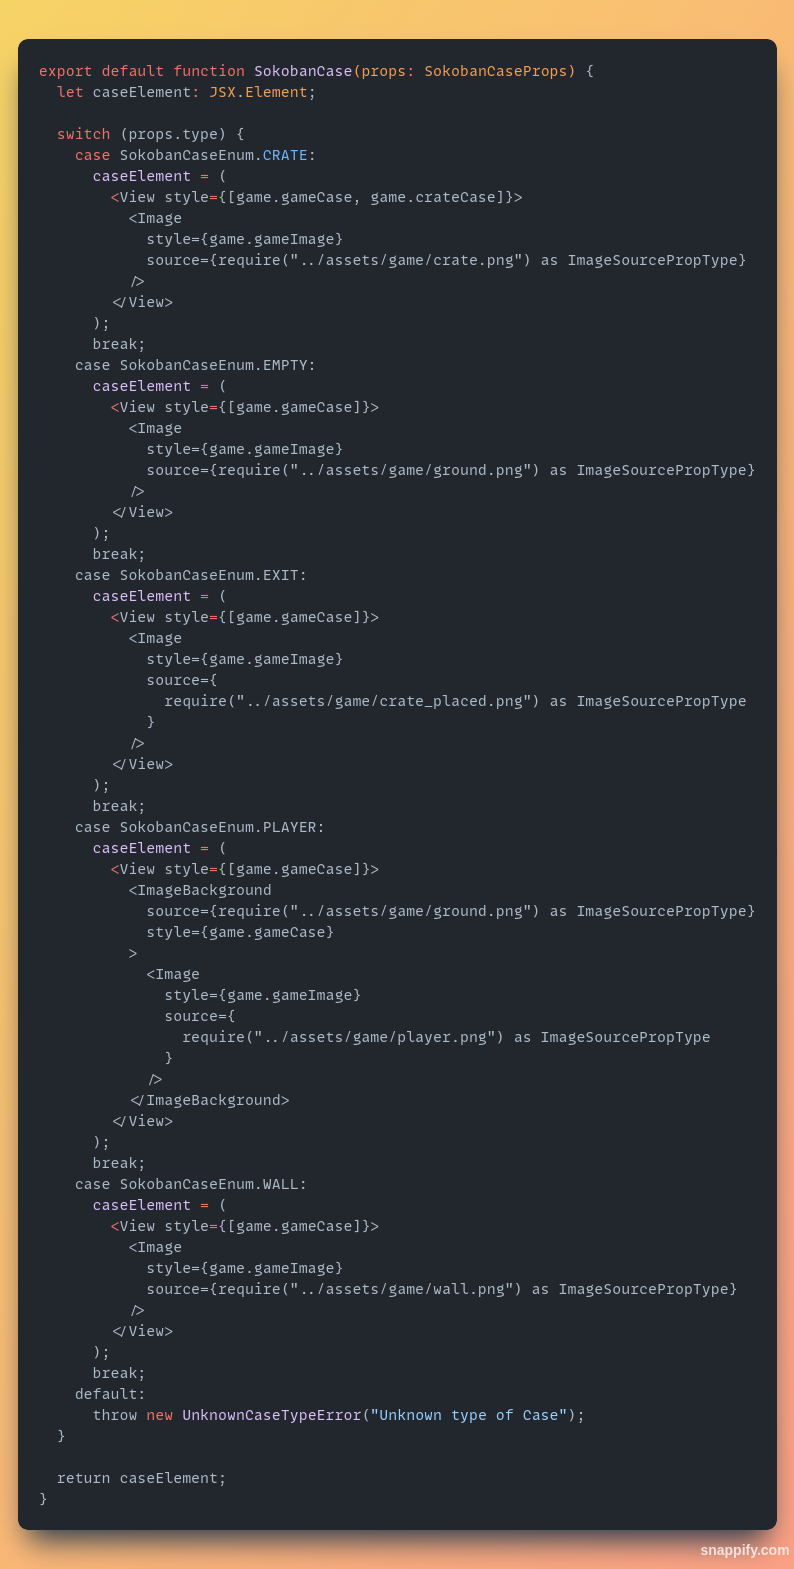 export default function SokobanCase(props: SokobanCaseProps) {
  let caseElement: JSX.Element;

  switch (props.type) {
    case SokobanCaseEnum.CRATE:
      caseElement = (
        <View style={[game.gameCase, game.crateCase]}>
          <Image
            style={game.gameImage}
            source={require("../assets/game/crate.png") as ImageSourcePropType}
          />
        </View>
      );
      break;
    case SokobanCaseEnum.EMPTY:
      caseElement = (
        <View style={[game.gameCase]}>
          <Image
            style={game.gameImage}
            source={require("../assets/game/ground.png") as ImageSourcePropType}
          />
        </View>
      );
      break;
    case SokobanCaseEnum.EXIT:
      caseElement = (
        <View style={[game.gameCase]}>
          <Image
            style={game.gameImage}
            source={
              require("../assets/game/crate_placed.png") as ImageSourcePropType
            }
          />
        </View>
      );
      break;
    case SokobanCaseEnum.PLAYER:
      caseElement = (
        <View style={[game.gameCase]}>
          <ImageBackground
            source={require("../assets/game/ground.png") as ImageSourcePropType}
            style={game.gameCase}
          >
            <Image
              style={game.gameImage}
              source={
                require("../assets/game/player.png") as ImageSourcePropType
              }
            />
          </ImageBackground>
        </View>
      );
      break;
    case SokobanCaseEnum.WALL:
      caseElement = (
        <View style={[game.gameCase]}>
          <Image
            style={game.gameImage}
            source={require("../assets/game/wall.png") as ImageSourcePropType}
          />
        </View>
      );
      break;
    default:
      throw new UnknownCaseTypeError("Unknown type of Case");
  }

  return caseElement;
}
snappify.com